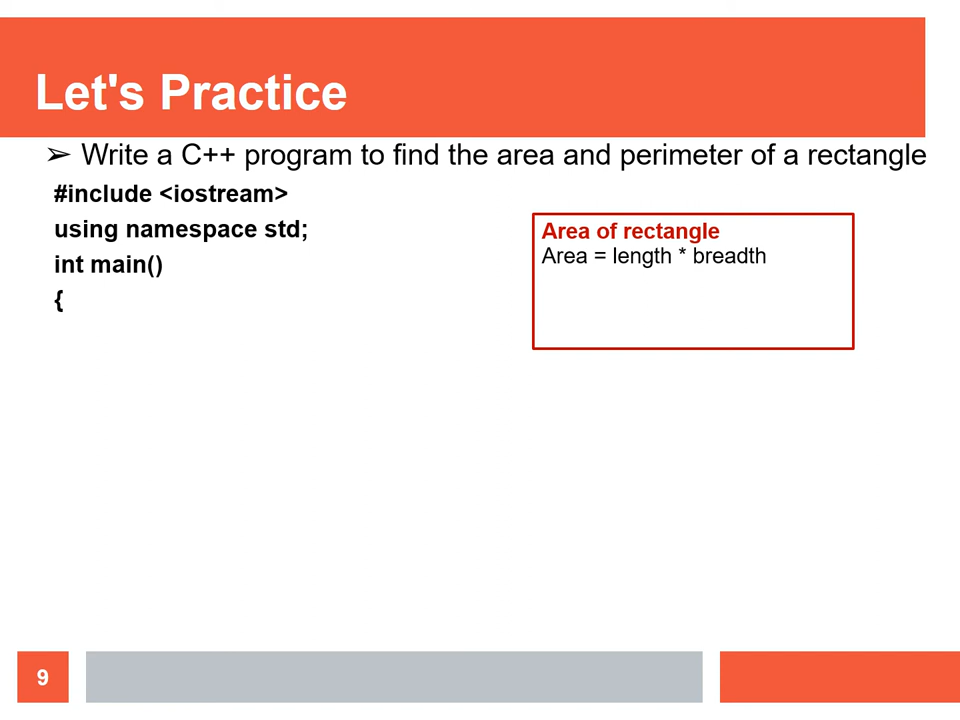 Let's Practice
➢ Write a C++ program to find the area and perimeter of a rectangle
#include <iostream>
using namespace std;
int main()
{
Area of rectangle
Area = length * breadth
9